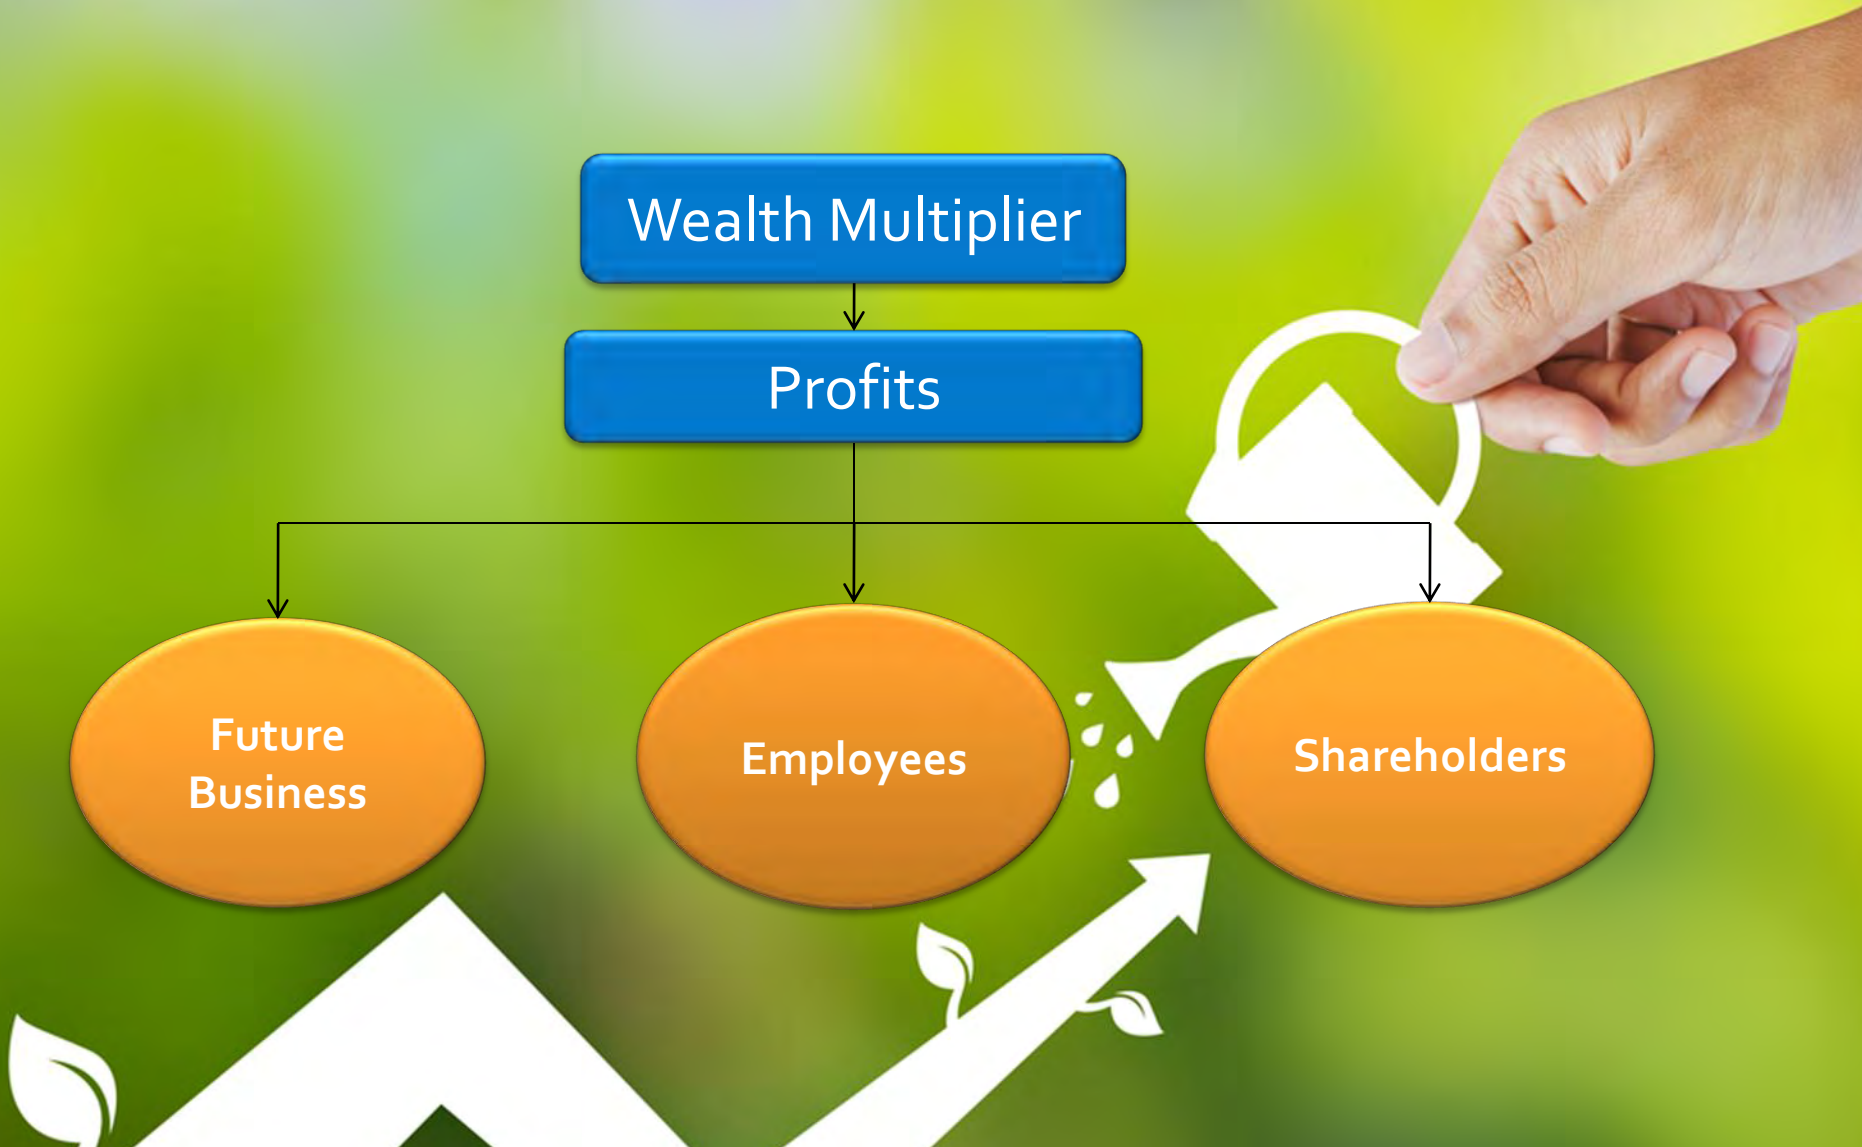 Wealth Multiplier
Profits
Future
Business
Employees
Shareholders